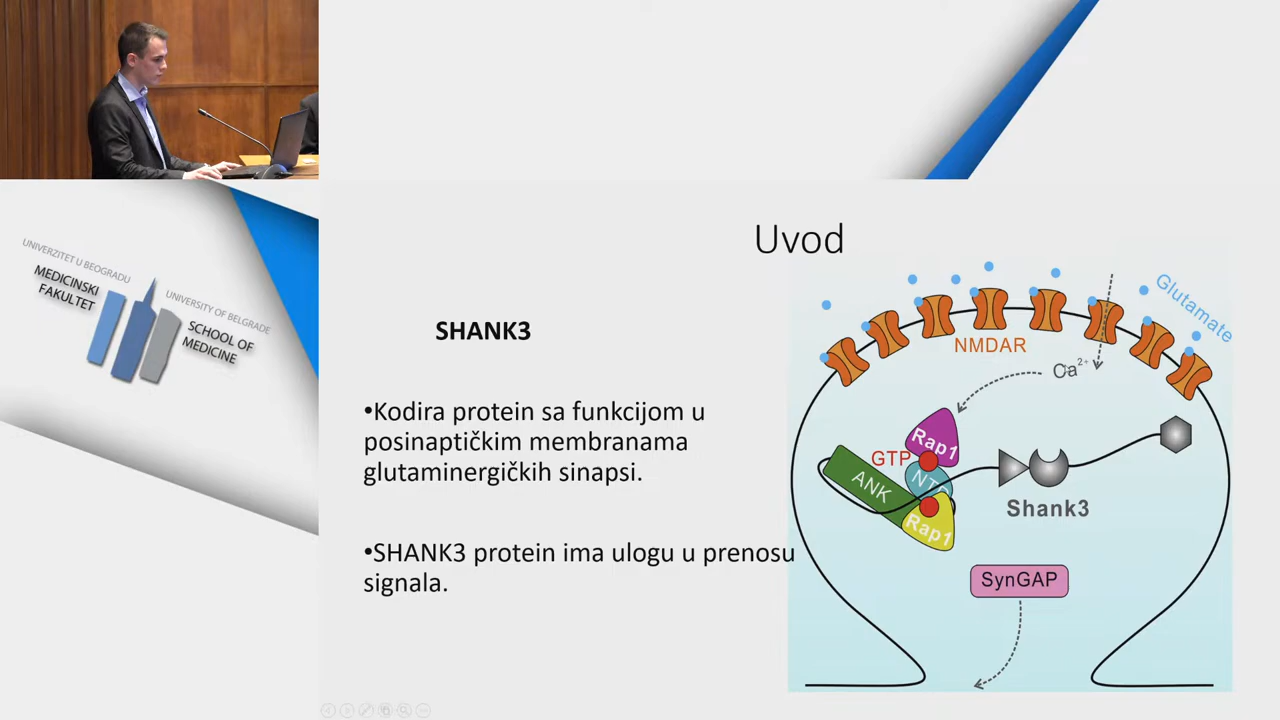 UNIVERZITET U BEOGRADU
MEDICINSKI
FAKULTET
UNIVERSITY OF BELGRADE
SCHOOL OF
MEDICINE
Uvod
SHANK3
•Kodira protein sa funkcijom u
posinaptičkim membranama
glutaminergičkih sinapsi.
•SHANK3 protein ima ulogu u prenosu
signala.
Glutamate
NMDAR
Ca²⁺
Rap1
GTP
ANK
Rap1
Shank3
SynGAP